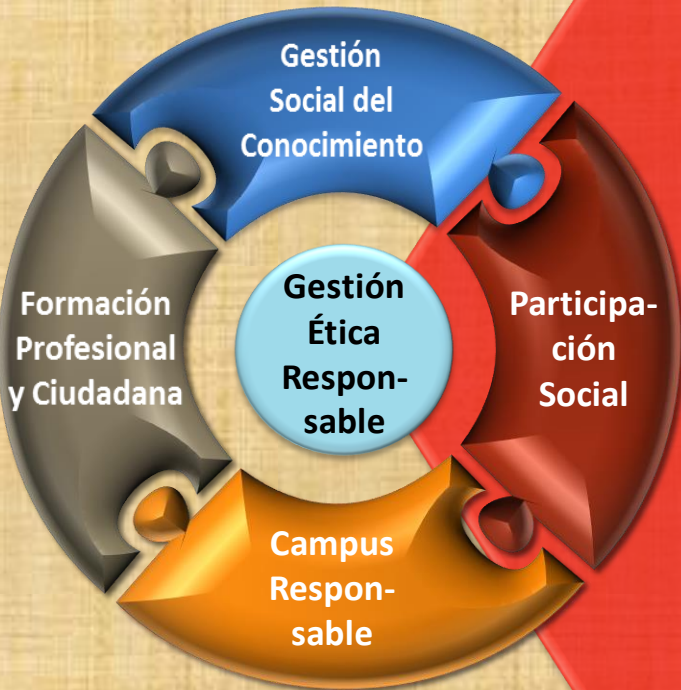 Gestión
Social del
Conocimiento
Formación
Profesional
y Ciudadana
Gestión
Ética
Respon-
sable
Participa-
ción
Social
Campus
Respon-
sable